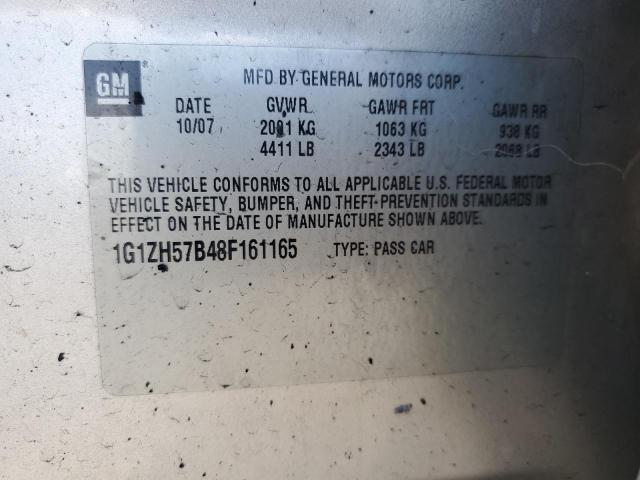 GM
MFD BY GENERAL MOTORS CORP.
DATE GVWR GAWR FRT GAWR RR
10/07 2001 KG 1063 KG 938 KG
4411 LB 2343 LB 2068 LB
THIS VEHICLE CONFORMS TO ALL APPLICABLE U.S. FEDERAL MOTOR
VEHICLE SAFETY, BUMPER, AND THEFT-PREVENTION STANDARDS IN
EFFECT ON THE DATE OF MANUFACTURE SHOWN ABOVE.
1G1ZH57B48F161165 TYPE: PASS CAR